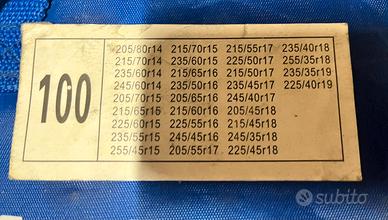 100
205/80r14 215/70r15 215/55r17 235/40r18
215/70r14 235/60r15 225/50r17 255/35r18
235/60r14 215/65r16 235/45r17 235/35r19
245/60r14 235/50r16 245/45r17 225/40r19
205/70r15 205/65r16 245/40r17
215/65r15 215/60r16 205/45r18
225/60r15 225/55r16 215/45r18
235/55r15 245/45r16 245/35r18
255/45r15 205/55r17 225/45r18
subito